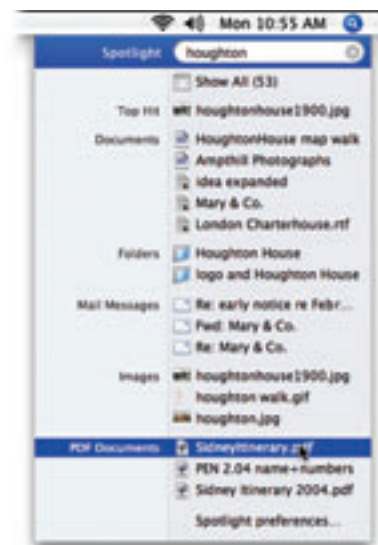 Mon 10:55 AM
Spotlight houghton
Show All (53)
Top Hit houghtonhouse1900.jpg
Documents HoughtonHouse map walk
Ampthill Photographs
idea expanded
Mary & Co.
London Charterhouse.rtf
Folders Houghton House
logo and Houghton House
Mail Messages Re: early notice re Febr...
Fwd: Mary & Co.
Re: Mary & Co.
Images houghtonhouse1900.jpg
houghton walk.gif
houghton.jpg
PDF Documents SidneyItinerary.pdf
PEN 2.04 name+numbers
Sidney Itinerary 2004.pdf
Spotlight preferences...